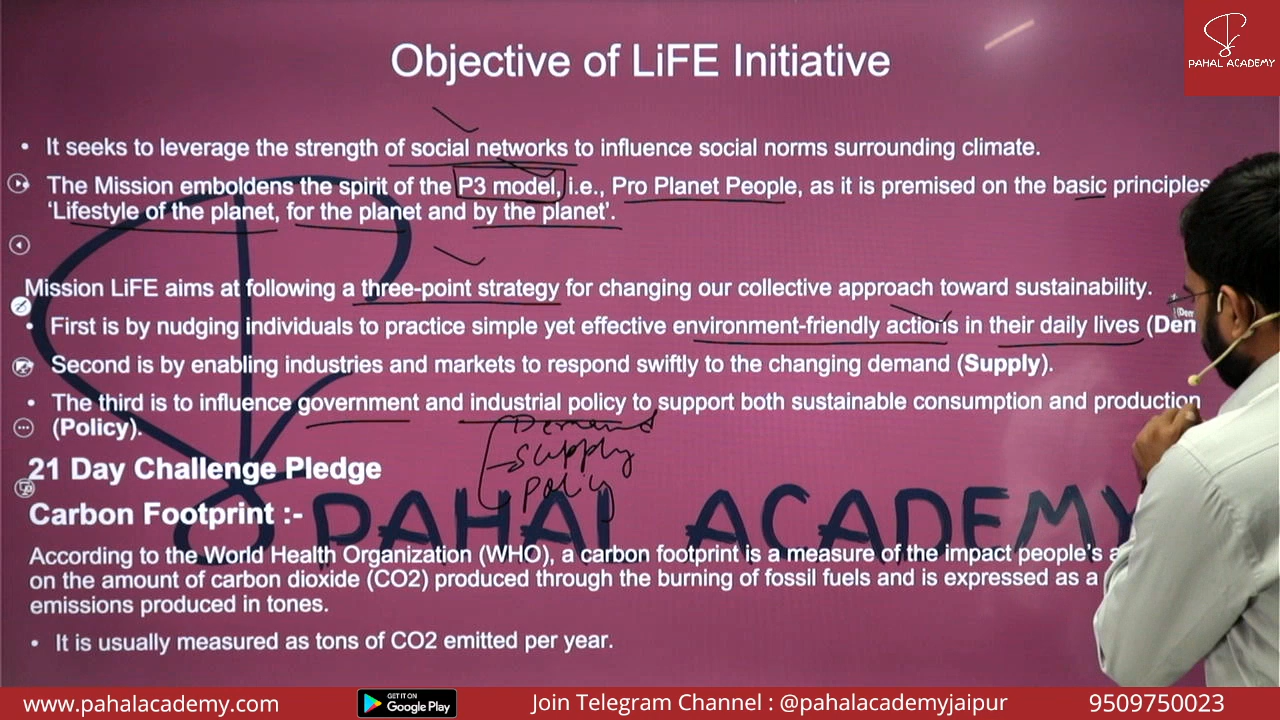 Objective of LiFE Initiative
PAHAL ACADEMY
• It seeks to leverage the strength of social networks to influence social norms surrounding climate.
The Mission emboldens the spirit of the P3 model, i.e., Pro Planet People, as it is premised on the basic principles
‘Lifestyle of the planet, for the planet and by the planet’.
Mission LiFE aims at following a three-point strategy for changing our collective approach toward sustainability.
• First is by nudging individuals to practice simple yet effective environment-friendly actions in their daily lives (Dem
Second is by enabling industries and markets to respond swiftly to the changing demand (Supply).
• The third is to influence government and industrial policy to support both sustainable consumption and production
(Policy).
Demand
Supply
Policy
21 Day Challenge Pledge
Carbon Footprint :-
PAHAL ACADEMY
According to the World Health Organization (WHO), a carbon footprint is a measure of the impact people's a
on the amount of carbon dioxide (CO2) produced through the burning of fossil fuels and is expressed as a
emissions produced in tones.
• It is usually measured as tons of CO2 emitted per year.
www.pahalacademy.com
GET IT ON
Google Play
Join Telegram Channel : @pahalacademyjaipur
9509750023